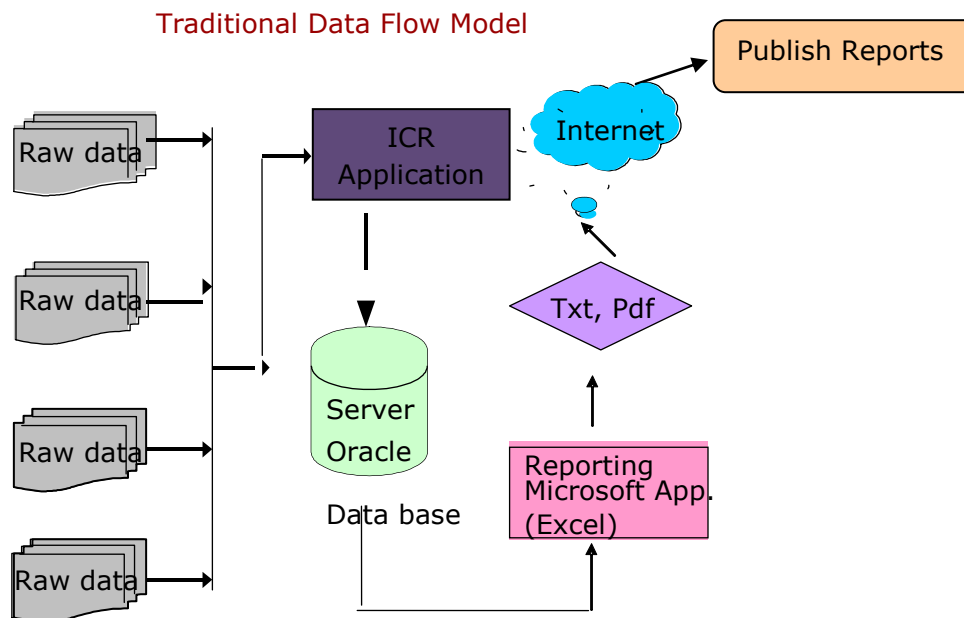 Traditional Data Flow Model
Publish Reports
Raw data
ICR
Application
Internet
Raw data
Txt, Pdf
Server
Oracle
Raw data
Reporting
Microsoft App.
(Excel)
Data base
Raw data